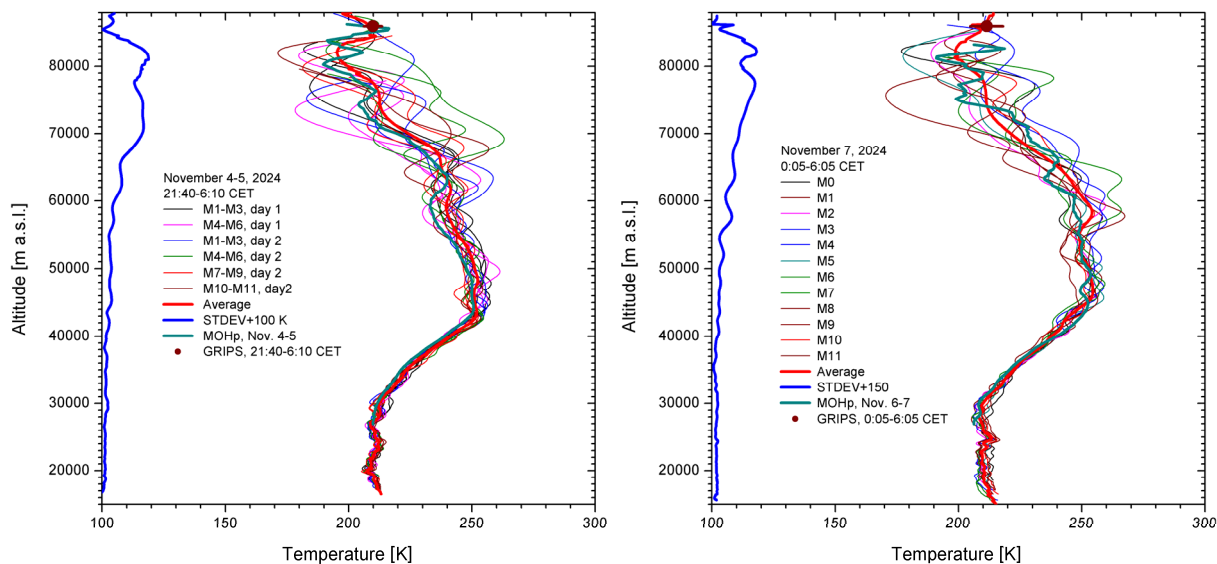 80000
70000
60000
50000
40000
30000
20000
100
150
200
250
300
Altitude [m a.s.l.]
Temperature [K]
November 4-5, 2024
21:40-6:10 CET
M1-M3, day 1
M4-M6, day 1
M1-M3, day 2
M4-M6, day 2
M7-M9, day 2
M10-M11, day2
Average
STDEV+100 K
MOHp, Nov. 4-5
GRIPS, 21:40-6:10 CET
80000
70000
60000
50000
40000
30000
20000
100
150
200
250
300
Altitude [m a.s.l.]
Temperature [K]
November 7, 2024
0:05-6:05 CET
M0
M1
M2
M3
M4
M5
M6
M7
M8
M9
M10
M11
Average
STDEV+150
MOHp, Nov. 6-7
GRIPS, 0:05-6:05 CET